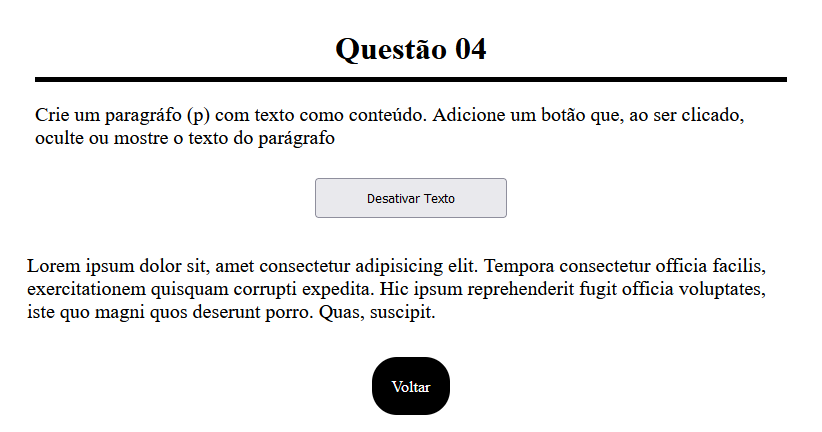 Questão 04
Crie um paragráfo (p) com texto como conteúdo. Adicione um botão que, ao ser clicado,
oculte ou mostre o texto do parágrafo
Desativar Texto
Lorem ipsum dolor sit, amet consectetur adipisicing elit. Tempora consectetur officia facilis,
exercitationem quisquam corrupti expedita. Hic ipsum reprehenderit fugit officia voluptates,
iste quo magni quos deserunt porro. Quas, suscipit.
Voltar